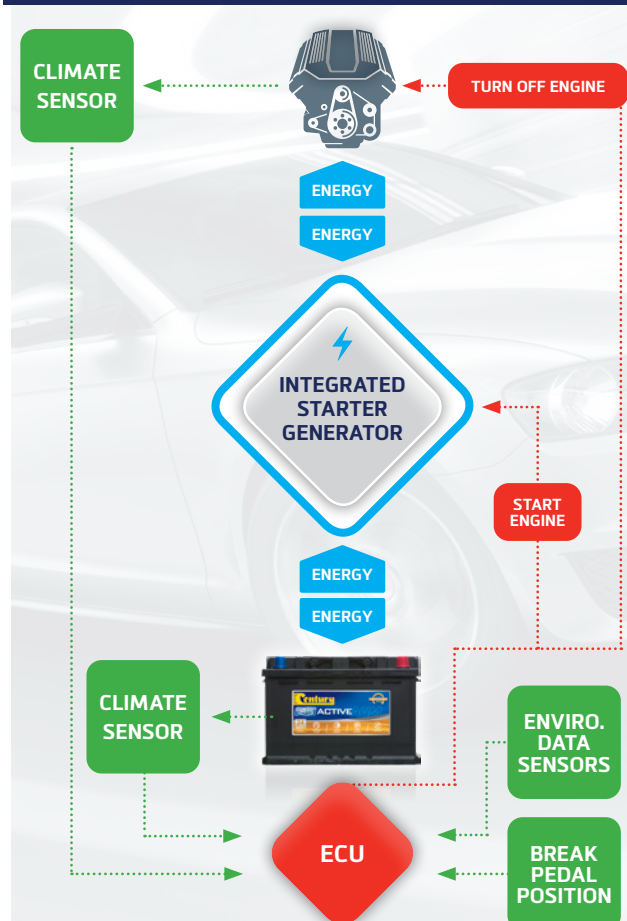 CLIMATE
SENSOR
TURN OFF ENGINE
ENERGY
ENERGY
INTEGRATED
STARTER
GENERATOR
START
ENGINE
ENERGY
ENERGY
Century
ACTIVE
CLIMATE
SENSOR
ENVIRO.
DATA
SENSORS
ECU
BREAK
PEDAL
POSITION